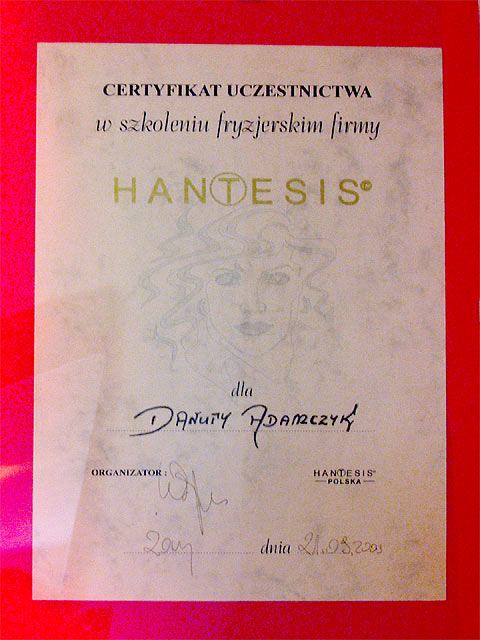 CERTYFIKAT UCZESTNICTWA
w szkoleniu fryzjerskim firmy
HANTESIS©
dla
DANUTY ADAMCZYK
ORGANIZATOR:
HANTESIS©
POLSKA
dnia